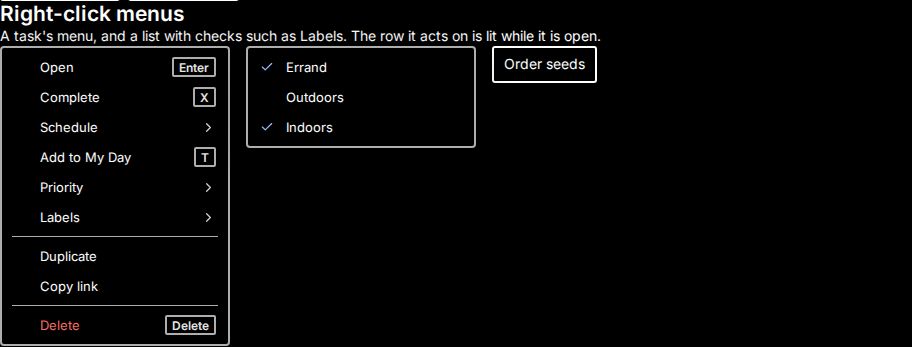 Right-click menus
A task's menu, and a list with checks such as Labels. The row it acts on is lit while it is open.
Open Enter
Complete X
Schedule
Add to My Day T
Priority
Labels
Duplicate
Copy link
Delete Delete
Errand
Outdoors
Indoors
Order seeds